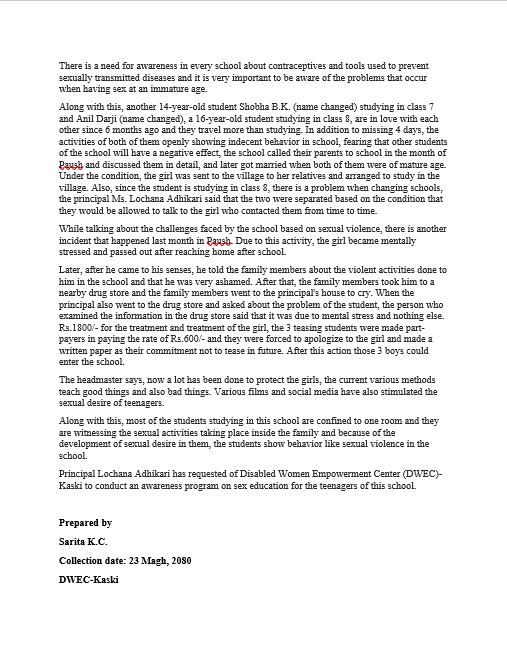 There is a need for awareness in every school about contraceptives and tools used to prevent
sexually transmitted diseases and it is very important to be aware of the problems that occur
when having sex at an immature age.
Along with this, another 14-year-old student Shobha B.K. (name changed) studying in class 7
and Anil Darji (name changed), a 16-year-old student studying in class 8, are in love with each
other since 6 months ago and they travel more than studying. In addition to missing 4 days, the
activities of both of them openly showing indecent behavior in school, fearing that other students
of the school will have a negative effect, the school called their parents to school in the month of
Paush and discussed them in detail, and later got married when both of them were of mature age.
Under the condition, the girl was sent to the village to her relatives and arranged to study in the
village. Also, since the student is studying in class 8, there is a problem when changing schools,
the principal Ms. Lochana Adhikari said that the two were separated based on the condition that
they would be allowed to talk to the girl who contacted them from time to time.
While talking about the challenges faced by the school based on sexual violence, there is another
incident that happened last month in Paush. Due to this activity, the girl became mentally
stressed and passed out after reaching home after school.
Later, after he came to his senses, he told the family members about the violent activities done to
him in the school and that he was very ashamed. After that, the family members took him to a
nearby drug store and the family members went to the principal's house to cry. When the
principal also went to the drug store and asked about the problem of the student, the person who
examined the information in the drug store said that it was due to mental stress and nothing else.
Rs.1800/- for the treatment and treatment of the girl, the 3 teasing students were made part-
payers in paying the rate of Rs.600/- and they were forced to apologize to the girl and made a
written paper as their commitment not to tease in future. After this action those 3 boys could
enter the school.
The headmaster says, now a lot has been done to protect the girls, the current various methods
teach good things and also bad things. Various films and social media have also stimulated the
sexual desire of teenagers.
Along with this, most of the students studying in this school are confined to one room and they
are witnessing the sexual activities taking place inside the family and because of the
development of sexual desire in them, the students show behavior like sexual violence in the
school.
Principal Lochana Adhikari has requested of Disabled Women Empowerment Center (DWEC)-
Kaski to conduct an awareness program on sex education for the teenagers of this school.
Prepared by
Sarita K.C.
Collection date: 23 Magh, 2080
DWEC-Kaski